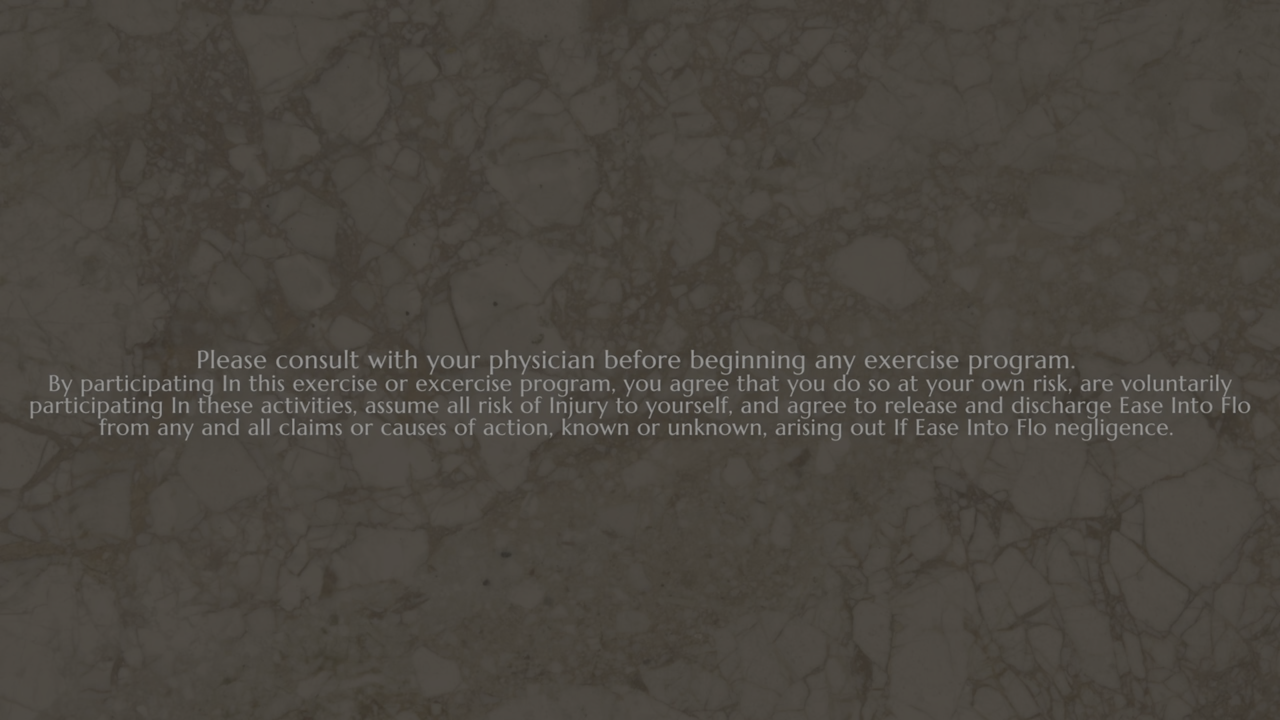 Please consult with your physician before beginning any exercise program.
By participating In this exercise or excercise program, you agree that you do so at your own risk, are voluntarily
participating In these activities, assume all risk of Injury to yourself, and agree to release and discharge Ease Into Flo
from any and all claims or causes of action, known or unknown, arising out If Ease Into Flo negligence.